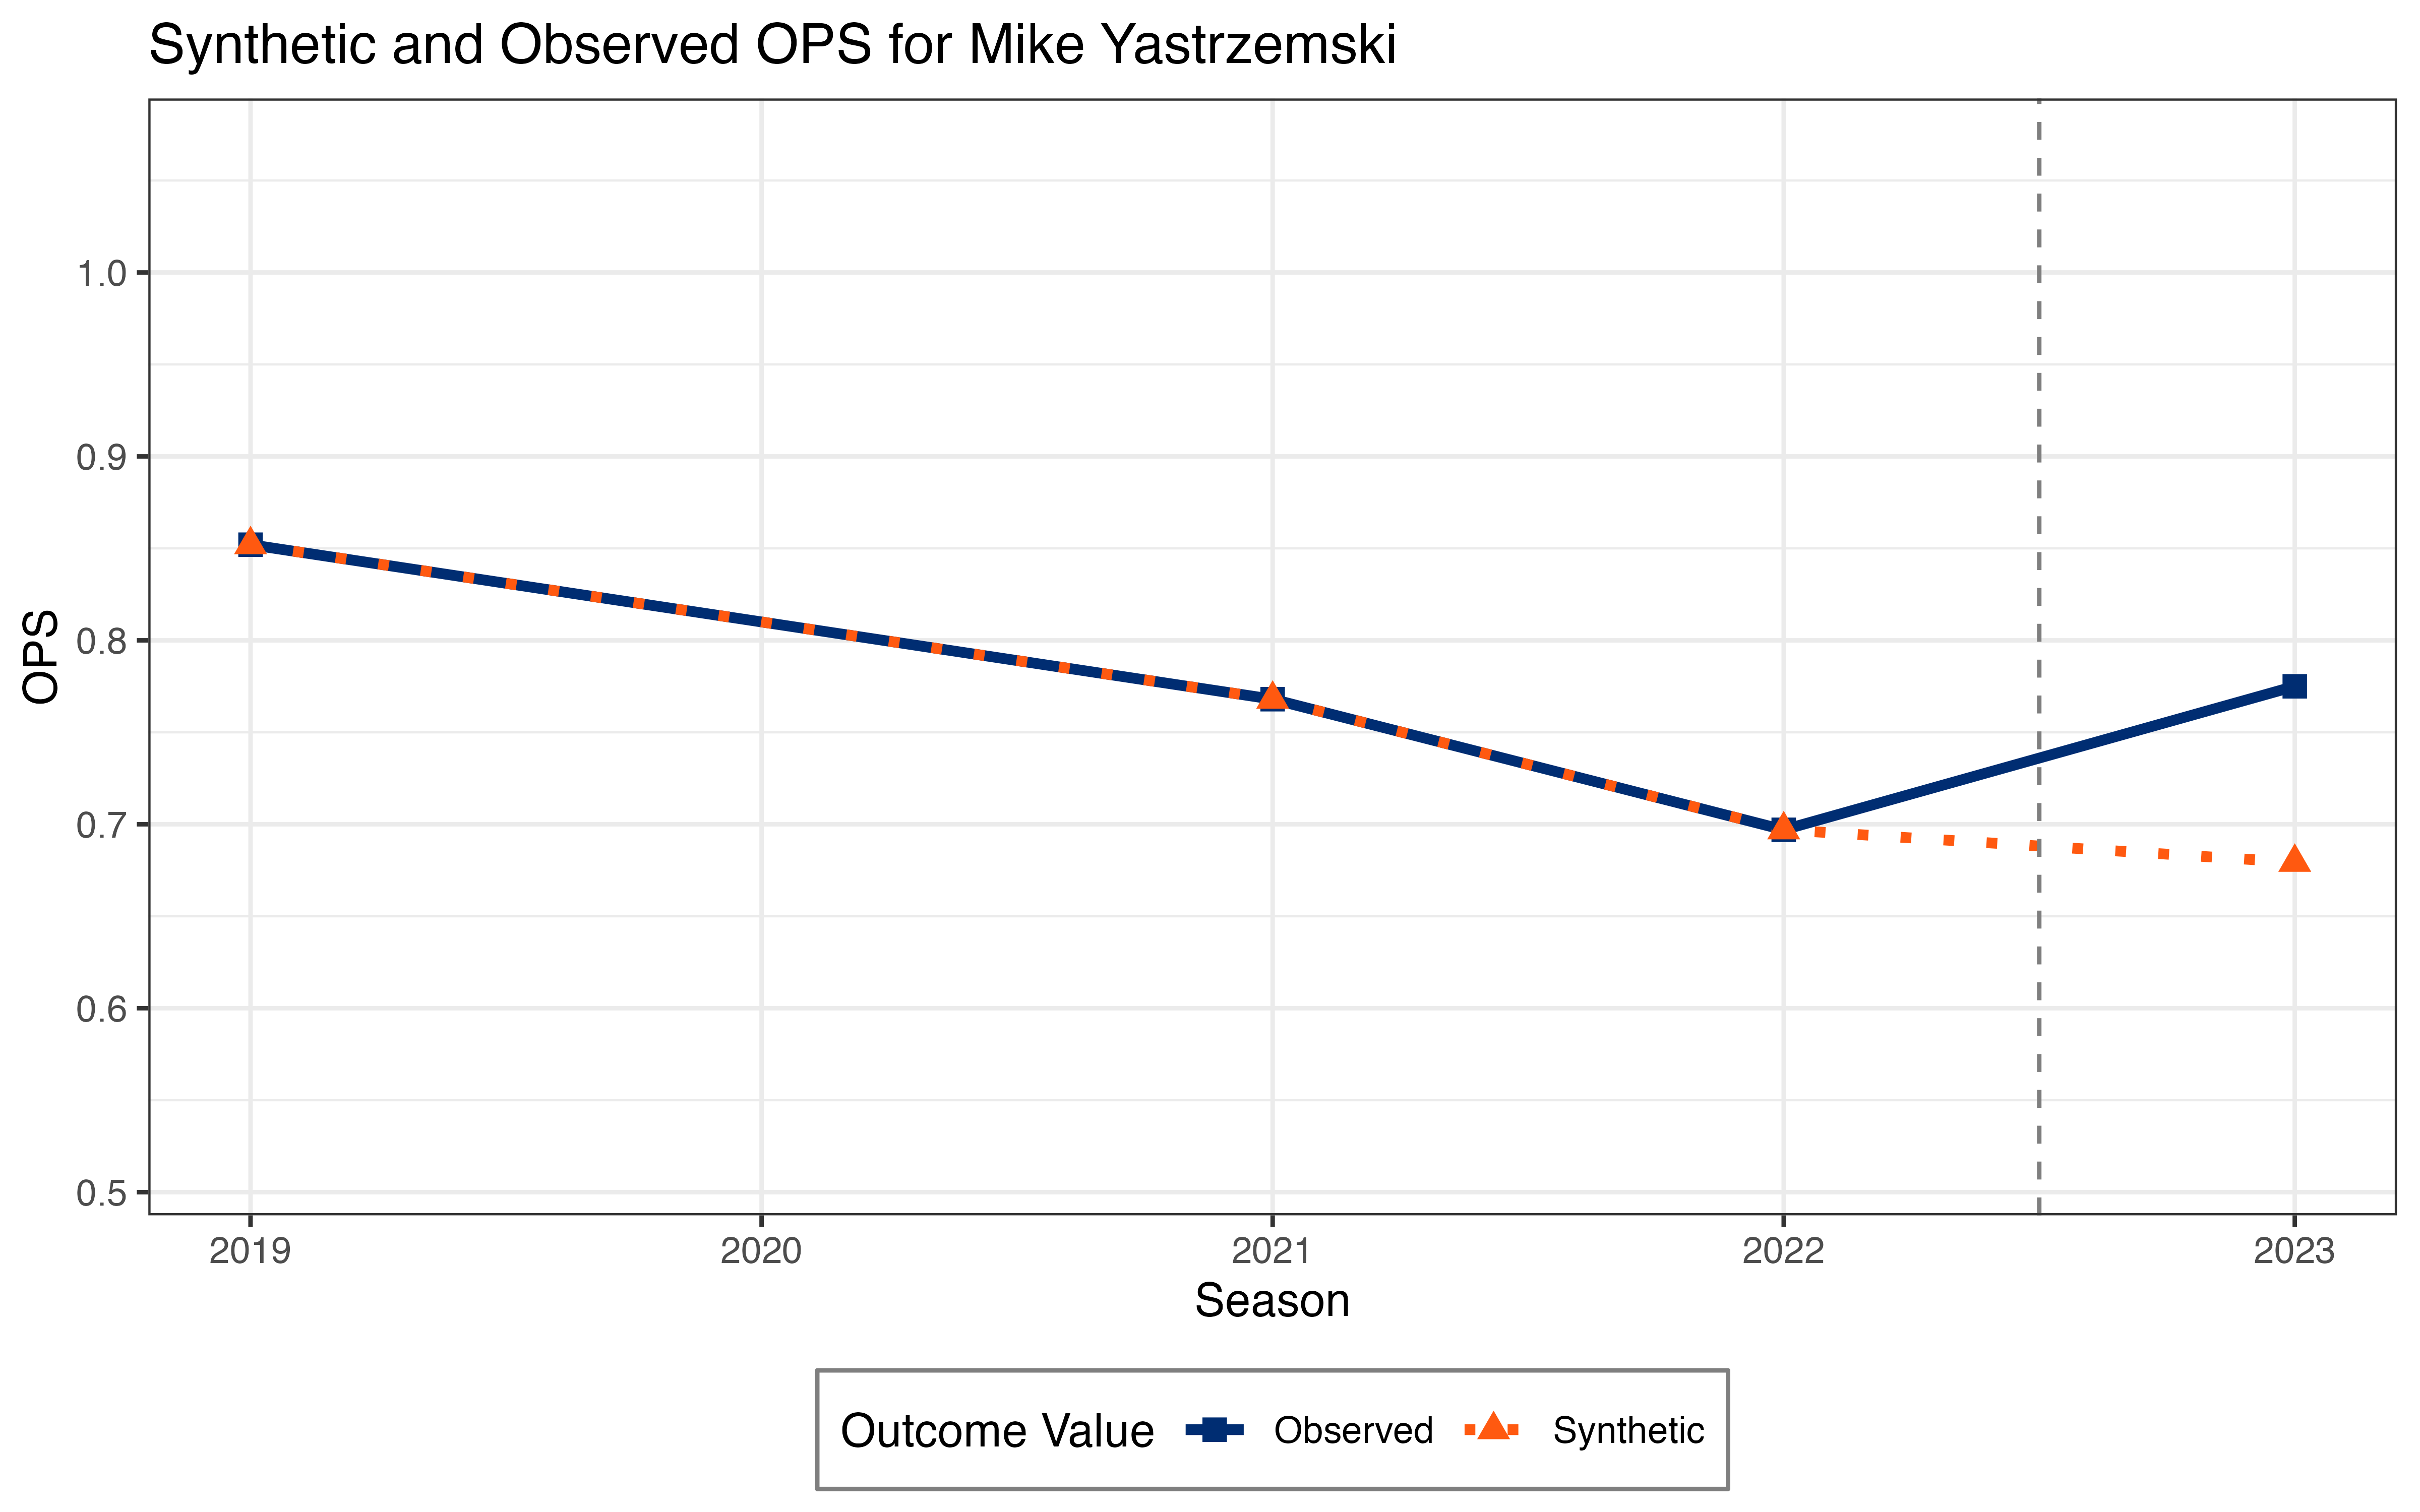 Synthetic and Observed OPS for Mike Yastrzemski
OPS
1.0
0.9
0.8
0.7
0.6
0.5
2019 2020 2021 2022 2023
Season
Outcome Value Observed Synthetic